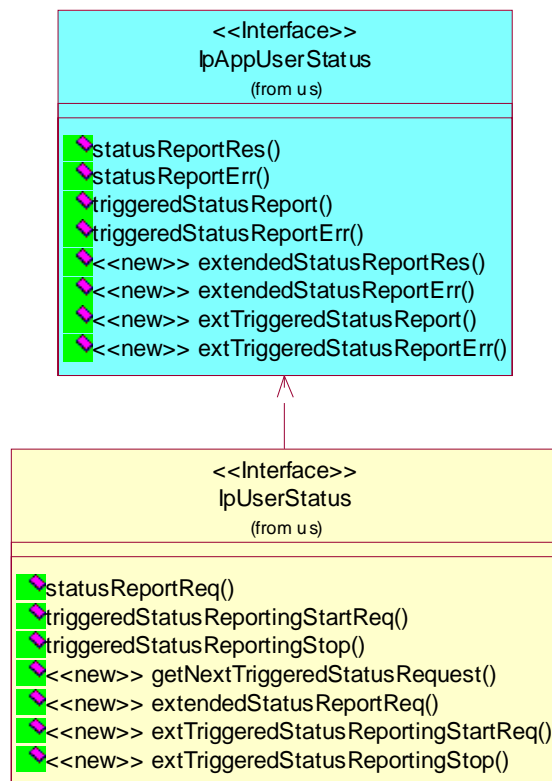 <<Interface>>
IpAppUserStatus
(from us)
statusReportRes()
statusReportErr()
triggeredStatusReport()
triggeredStatusReportErr()
<<new>> extendedStatusReportRes()
<<new>> extendedStatusReportErr()
<<new>> extTriggeredStatusReport()
<<new>> extTriggeredStatusReportErr()
<<Interface>>
IpUserStatus
(from us)
statusReportReq()
triggeredStatusReportingStartReq()
triggeredStatusReportingStop()
<<new>> getNextTriggeredStatusRequest()
<<new>> extendedStatusReportReq()
<<new>> extTriggeredStatusReportingStartReq()
<<new>> extTriggeredStatusReportingStop()